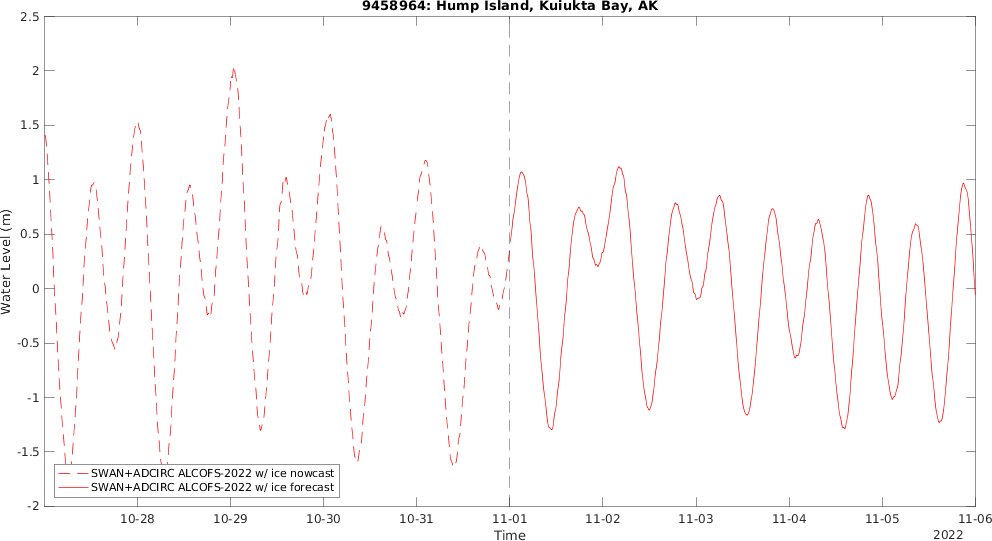 9458964: Hump Island, Kuiukta Bay, AK
2.5
2
1.5
1
0.5
0
-0.5
-1
-1.5
-2
Water Level (m)
SWAN+ADCIRC ALCOFS-2022 w/ ice nowcast
SWAN+ADCIRC ALCOFS-2022 w/ ice forecast
10-28 10-29 10-30 10-31 11-01 11-02 11-03 11-04 11-05 11-06
Time
2022